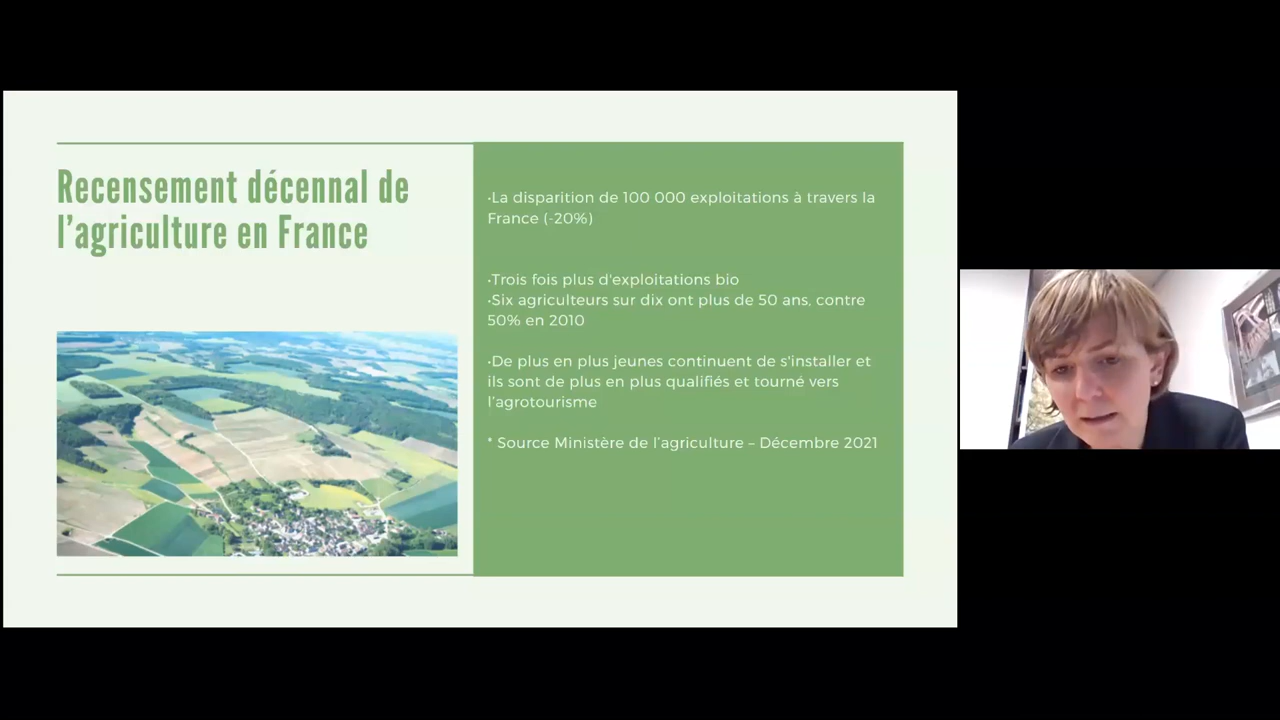 Recensement décennal de
l'agriculture en France
•La disparition de 100 000 exploitations à travers la
France (-20%)
•Trois fois plus d'exploitations bio
•Six agriculteurs sur dix ont plus de 50 ans, contre
50% en 2010
•De plus en plus jeunes continuent de s'installer et
ils sont de plus en plus qualifiés et tourné vers
l'agrotourisme
* Source Ministère de l'agriculture – Décembre 2021